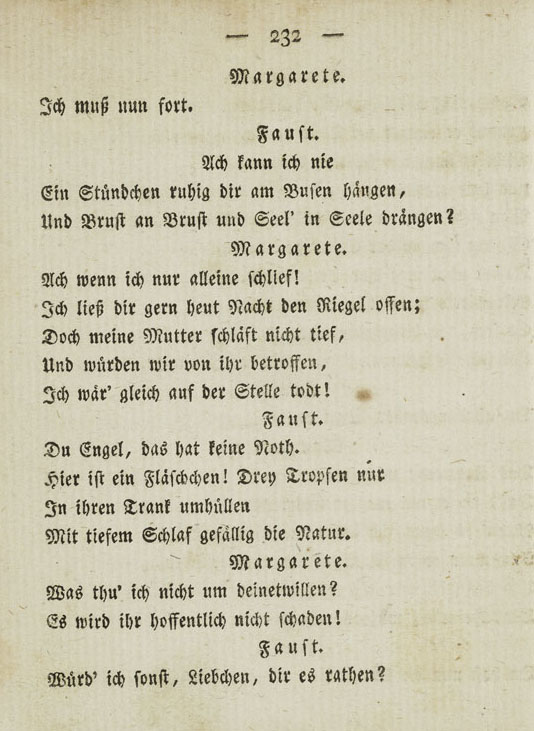 — 232 —
Margarete.
Ich muß nun fort.
Faust.
Ach kann ich nie
Ein Stündchen ruhig dir am Busen hängen,
Und Brust an Brust und Seel' in Seele drängen?
Margarete.
Ach wenn ich nur alleine schlief!
Ich ließ dir gern heut Nacht den Riegel offen;
Doch meine Mutter schläft nicht tief,
Und würden wir von ihr betroffen,
Ich wär' gleich auf der Stelle todt!
Faust.
Du Engel, das hat keine Noth.
Hier ist ein Fläschchen! Drey Tropfen nur
In ihren Trank umhüllen
Mit tiefem Schlaf gefällig die Natur.
Margarete.
Was thu' ich nicht um deinetwillen?
Es wird ihr hoffentlich nicht schaden!
Faust.
Würd' ich sonst, Liebchen, dir es rathen?